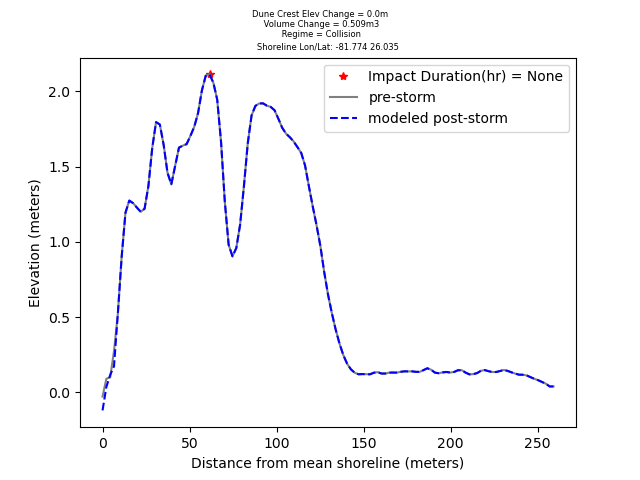 Dune Crest Elev Change = 0.0m
Volume Change = 0.509m3
Regime = Collision
Shoreline Lon/Lat: -81.774 26.035
Impact Duration(hr) = None
pre-storm
modeled post-storm
Elevation (meters)
2.0
1.5
1.0
0.5
0.0
0 50 100 150 200 250
Distance from mean shoreline (meters)